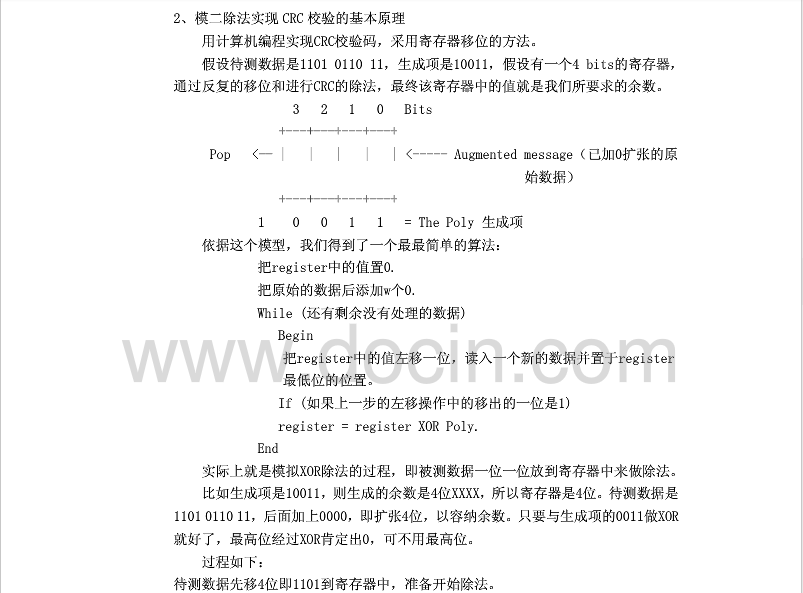 2、模二除法实现 CRC 校验的基本原理
用计算机编程实现CRC校验码，采用寄存器移位的方法。
假设待测数据是1101 0110 11，生成项是10011，假设有一个4 bits的寄存器，
通过反复的移位和进行CRC的除法，最终该寄存器中的值就是我们所要求的余数。
3 2 1 0 Bits
+---+---+---+---+
Pop <-- | | | | | <----- Augmented message（已加0扩张的原
始数据）
+---+---+---+---+
1 0 0 1 1 = The Poly 生成项
依据这个模型，我们得到了一个最最简单的算法：
把register中的值置0.
把原始的数据后添加w个0.
While (还有剩余没有处理的数据)
Begin
把register中的值左移一位，读入一个新的数据并置于register
最低位的位置。
If (如果上一步的左移操作中的移出的一位是1)
register = register XOR Poly.
End
实际上就是模拟XOR除法的过程，即被测数据一位一位放到寄存器中来做除法。
比如生成项是10011，则生成的余数是4位XXXX，所以寄存器是4位。待测数据是
1101 0110 11，后面加上0000，即扩张4位，以容纳余数。只要与生成项的0011做XOR
就好了，最高位经过XOR肯定出0，可不用最高位。
过程如下：
待测数据先移4位即1101到寄存器中，准备开始除法。
www.docin.com